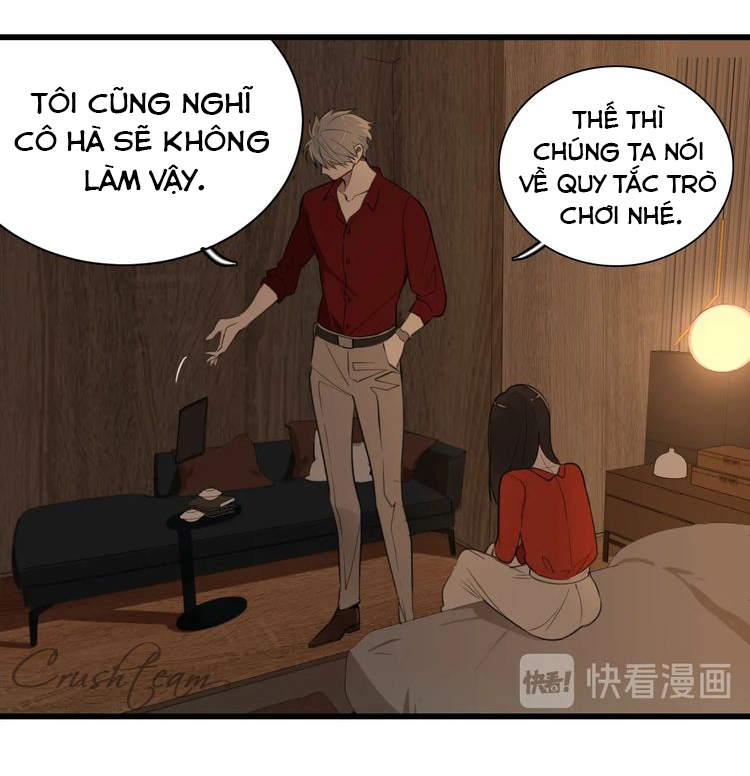 TÔI CŨNG NGHĨ
CÔ HÀ SẼ KHÔNG
LÀM VẬY.
THẾ THÌ
CHÚNG TA NÓI
VỀ QUY TẮC TRÒ
CHƠI NHÉ.
Crushteam
快看! 快看漫画